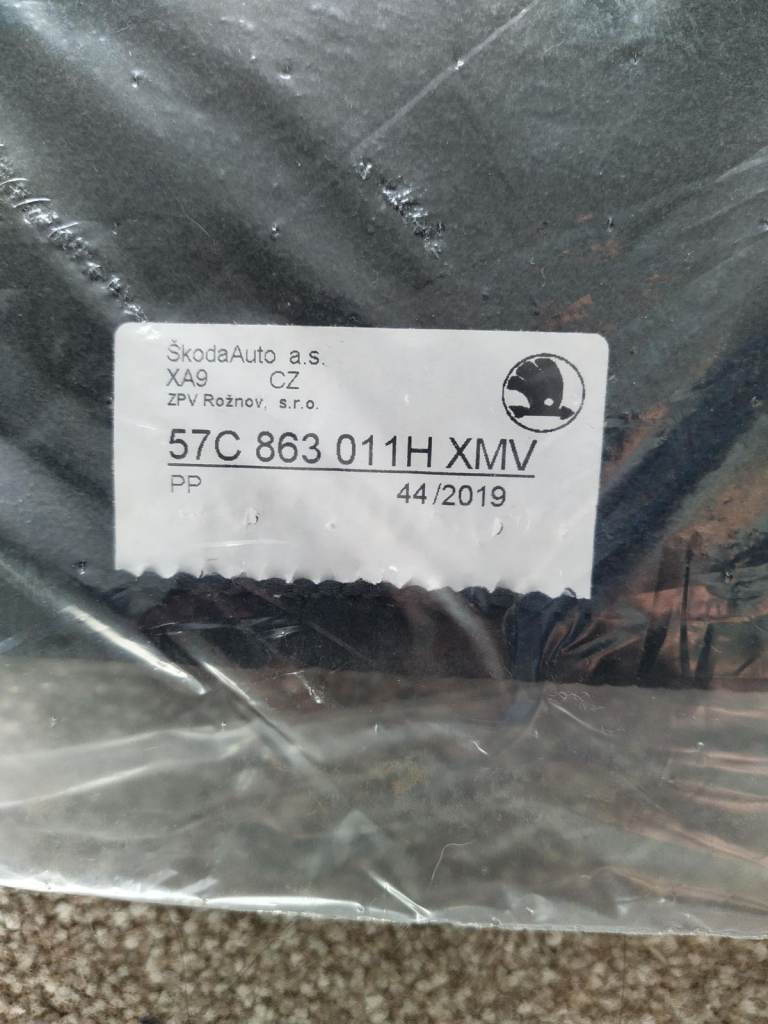 ŠkodaAuto a.s.
XA9 CZ
ZPV Rožnov, s.r.o.
57C 863 011H XMV
PP 44/2019